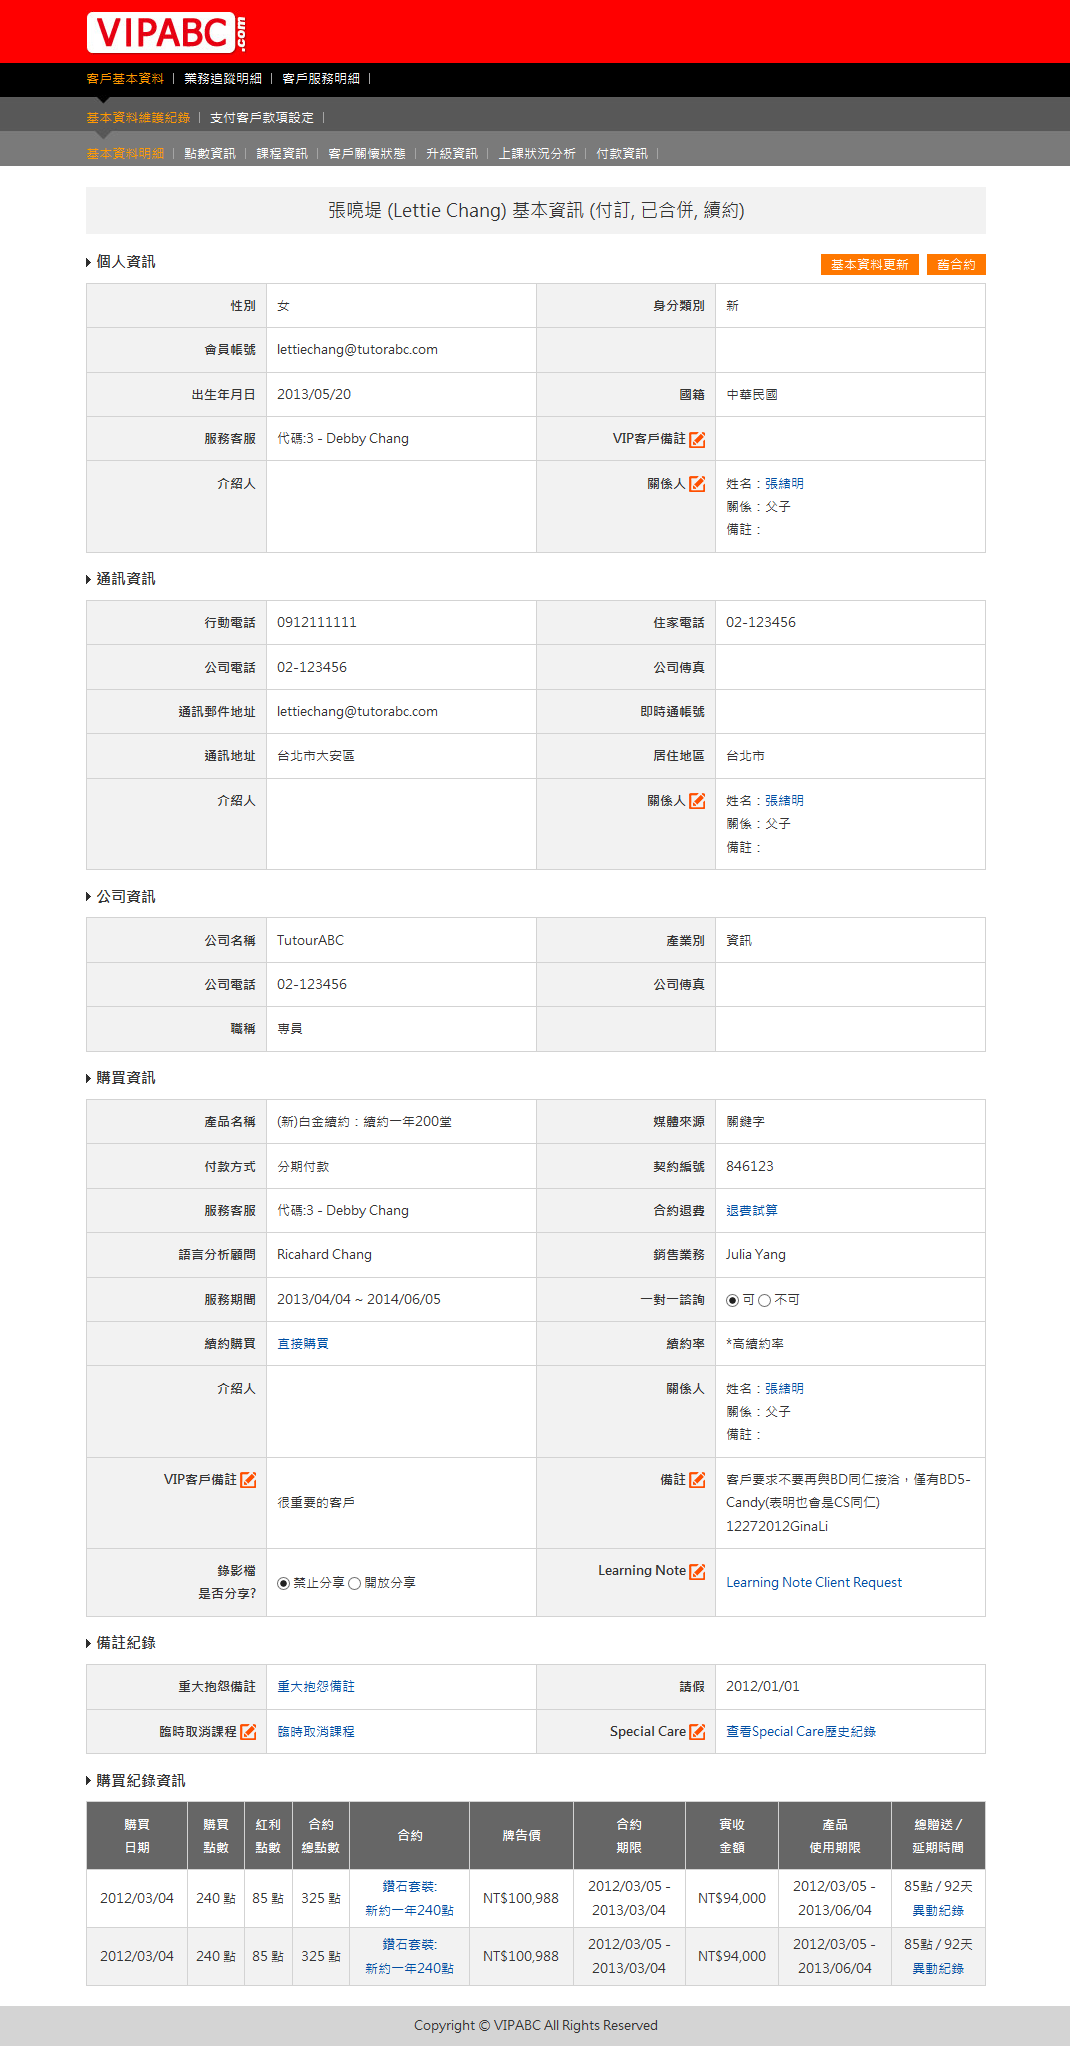 VIPABC.com
客戶基本資料 | 業務追蹤明細 | 客戶服務明細 |
基本資料維護紀錄 | 支付客戶款項設定 |
基本資料明細 | 點數資訊 | 課程資訊 | 客戶關懷狀態 | 升級資訊 | 上課狀況分析 | 付款資訊 |
張喨堤 (Lettie Chang) 基本資訊 (付訂, 已合併, 續約)
個人資訊 基本資料更新 舊合約
性別 女 身分類別 新
會員帳號 lettiechang@tutorabc.com
出生年月日 2013/05/20 國籍 中華民國
服務客服 代碼:3 - Debby Chang VIP客戶備註
介紹人 關係人 姓名：張緒明
關係：父子
備註：
通訊資訊
行動電話 0912111111 住家電話 02-123456
公司電話 02-123456 公司傳真
通訊郵件地址 lettiechang@tutorabc.com 即時通帳號
通訊地址 台北市大安區 居住地區 台北市
介紹人 關係人 姓名：張緒明
關係：父子
備註：
公司資訊
公司名稱 TutourABC 產業別 資訊
公司電話 02-123456 公司傳真
職稱 專員
購買資訊
產品名稱 (新)白金續約：續約一年200堂 媒體來源 關鍵字
付款方式 分期付款 契約編號 846123
服務客服 代碼:3 - Debby Chang 合約退費 退費試算
語言分析顧問 Ricahard Chang 銷售業務 Julia Yang
服務期間 2013/04/04 ~ 2014/06/05 一對一諮詢 可 不可
續約購買 直接購買 續約率 *高續約率
介紹人 關係人 姓名：張緒明
關係：父子
備註：
VIP客戶備註 很重要的客戶 備註 客戶要求不要再與BD同仁接洽，僅有BD5-
Candy(表明也會是CS同仁)
12272012GinaLi
錄影檔
是否分享? 禁止分享 開放分享 Learning Note Learning Note Client Request
備註紀錄
重大抱怨備註 重大抱怨備註 請假 2012/01/01
臨時取消課程 臨時取消課程 Special Care 查看Special Care歷史紀錄
購買紀錄資訊
購買 購買 紅利 合約 合約 牌告價 合約 實收 產品 總贈送 /
日期 點數 點數 總點數 期限 金額 使用期限 延期時間
2012/03/04 240 點 85 點 325 點 鑽石套裝: NT$100,988 2012/03/05 - NT$94,000 2012/03/05 - 85點 / 92天
新約一年240點 2013/03/04 2013/06/04 異動紀錄
2012/03/04 240 點 85 點 325 點 鑽石套裝: NT$100,988 2012/03/05 - NT$94,000 2012/03/05 - 85點 / 92天
新約一年240點 2013/03/04 2013/06/04 異動紀錄
Copyright © VIPABC All Rights Reserved